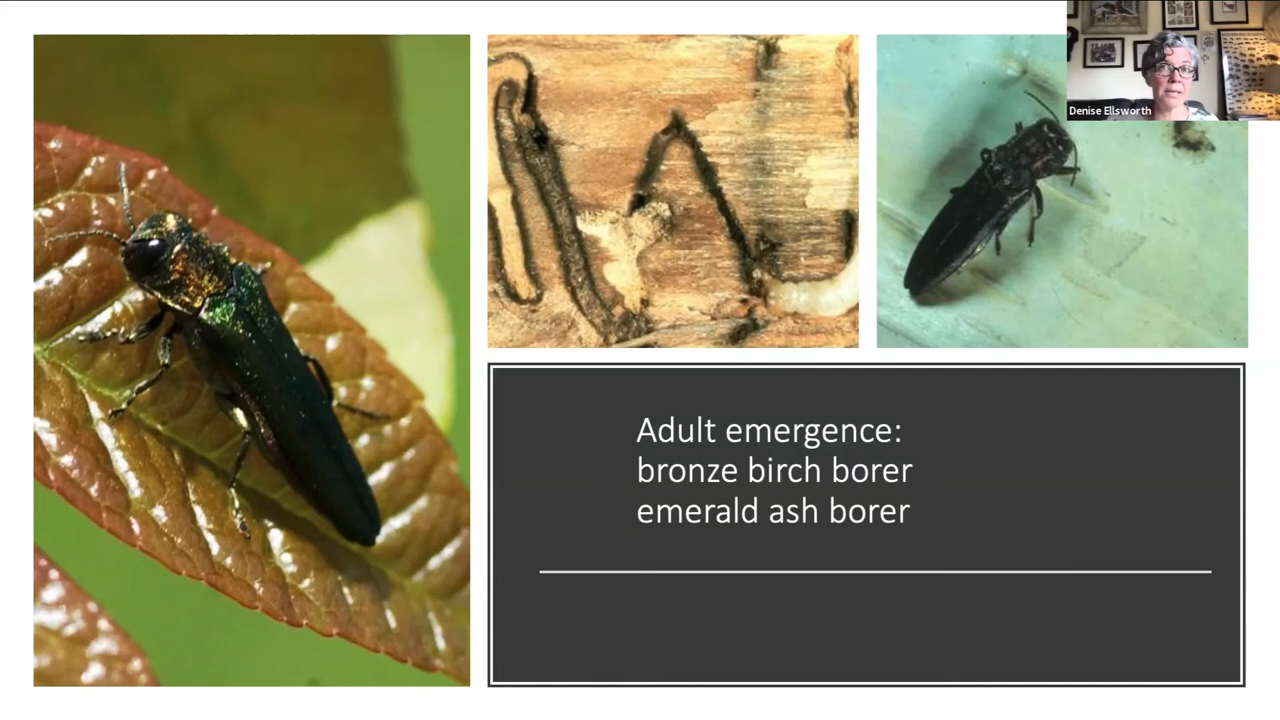 Denise Ellsworth
Adult emergence:
bronze birch borer
emerald ash borer